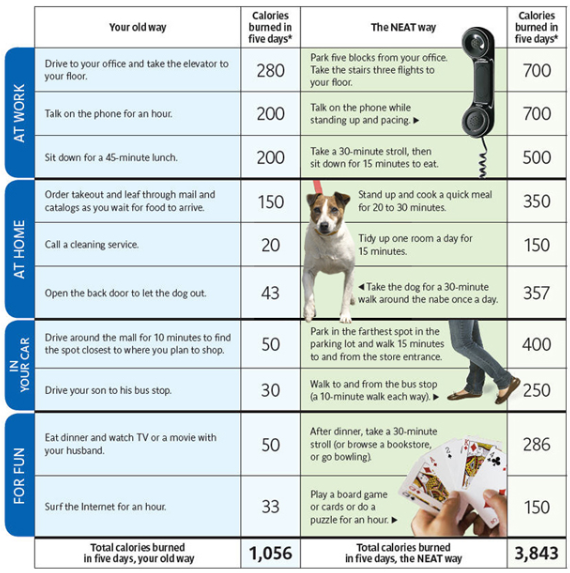 Your old way
Calories
burned in
five days*
The NEAT way
Calories
burned in
five days*
AT WORK
Drive to your office and take the elevator to
your floor.
280
Park five blocks from your office.
Take the stairs three flights to
your floor.
700
Talk on the phone for an hour.
200
Talk on the phone while
standing up and pacing. ▶
700
Sit down for a 45-minute lunch.
200
Take a 30-minute stroll, then
sit down for 15 minutes to eat.
500
AT HOME
Order takeout and leaf through mail and
catalogs as you wait for food to arrive.
150
Stand up and cook a quick meal
for 20 to 30 minutes.
350
Call a cleaning service.
20
Tidy up one room a day for
15 minutes.
150
Open the back door to let the dog out.
43
◀ Take the dog for a 30-minute
walk around the nabe once a day.
357
IN
YOUR CAR
Drive around the mall for 10 minutes to find
the spot closest to where you plan to shop.
50
Park in the farthest spot in the
parking lot and walk 15 minutes
to and from the store entrance.
400
Drive your son to his bus stop.
30
Walk to and from the bus stop
(a 10-minute walk each way). ▶
250
FOR FUN
Eat dinner and watch TV or a movie with
your husband.
50
After dinner, take a 30-minute
stroll (or browse a bookstore,
or go bowling).
286
Surf the Internet for an hour.
33
Play a board game
or cards or do a
puzzle for an hour. ▶
150
Total calories burned
in five days, your old way
1,056
Total calories burned
in five days, the NEAT way
3,843